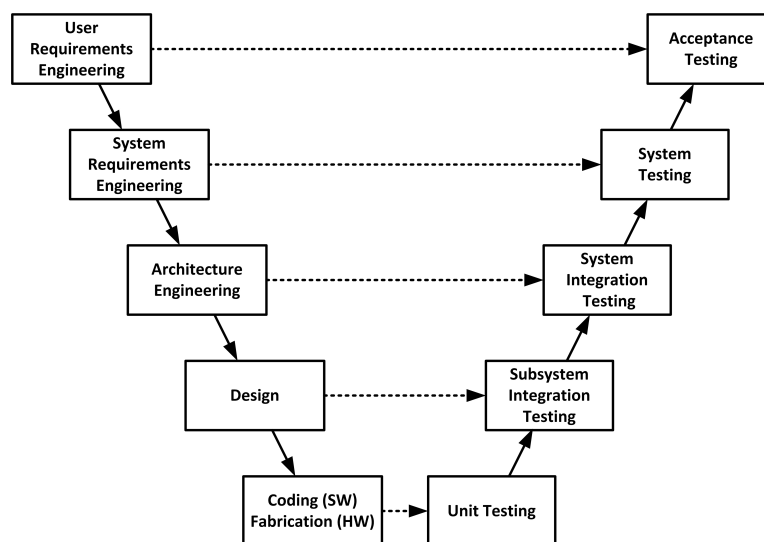 User
Requirements
Engineering
Acceptance
Testing
System
Requirements
Engineering
System
Testing
Architecture
Engineering
System
Integration
Testing
Design
Subsystem
Integration
Testing
Coding (SW)
Fabrication (HW)
Unit Testing